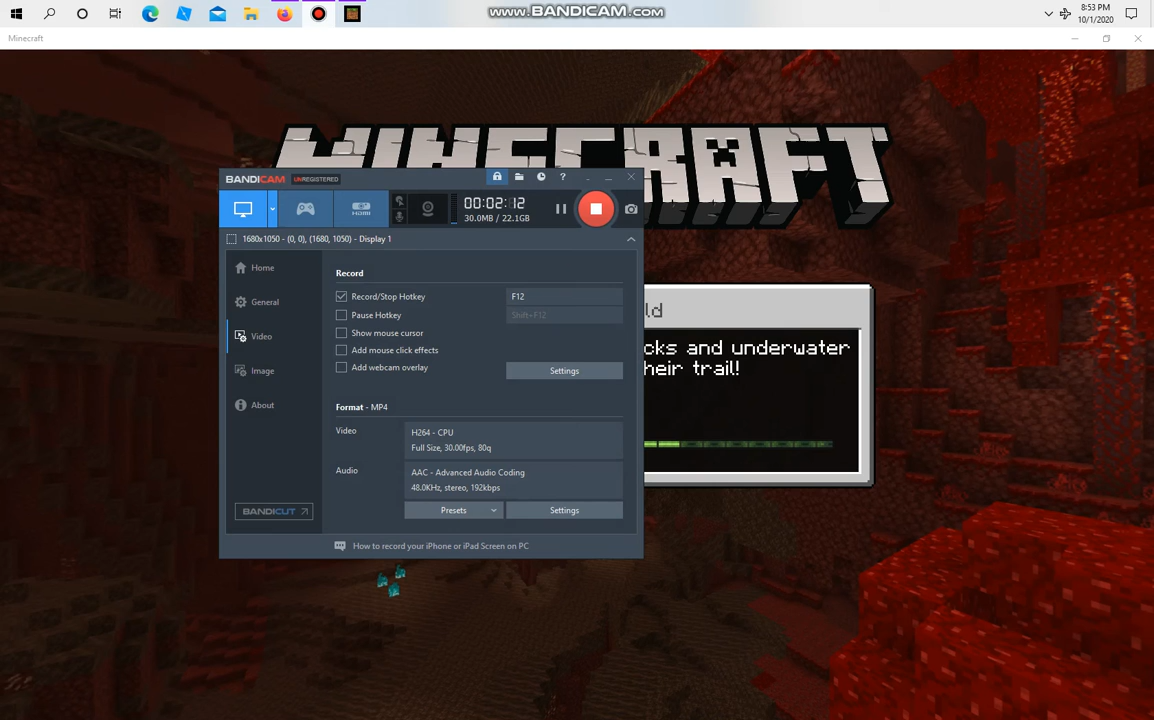 www.BANDICAM.com
8:53 PM
10/1/2020
Minecraft
MINECRAFT
BANDICAM UNREGISTERED
HDMI
00:02:12
30.0MB / 22.1GB
1680x1050 - (0, 0), (1680, 1050) - Display 1
Home
General
Video
Image
About
BANDICUT
Record
Record/Stop Hotkey
F12
Pause Hotkey
Shift+F12
Show mouse cursor
Add mouse click effects
Add webcam overlay
Settings
Format - MP4
Video
H264 - CPU
Full Size, 30.00fps, 80q
Audio
AAC - Advanced Audio Coding
48.0KHz, stereo, 192kbps
Presets
Settings
How to record your iPhone or iPad Screen on PC
ld
cks and underwater
heir trail!